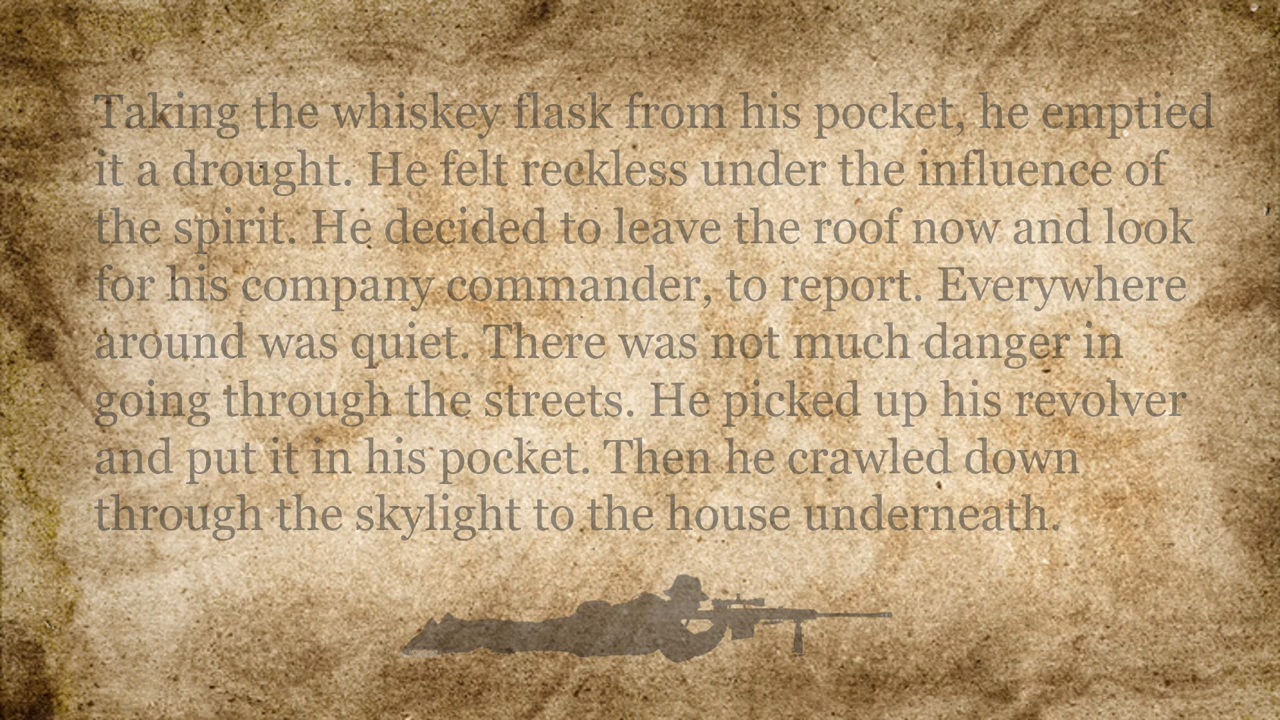 Taking the whiskey flask from his pocket, he emptied
it a drought. He felt reckless under the influence of
the spirit. He decided to leave the roof now and look
for his company commander, to report. Everywhere
around was quiet. There was not much danger in
going through the streets. He picked up his revolver
and put it in his pocket. Then he crawled down
through the skylight to the house underneath.